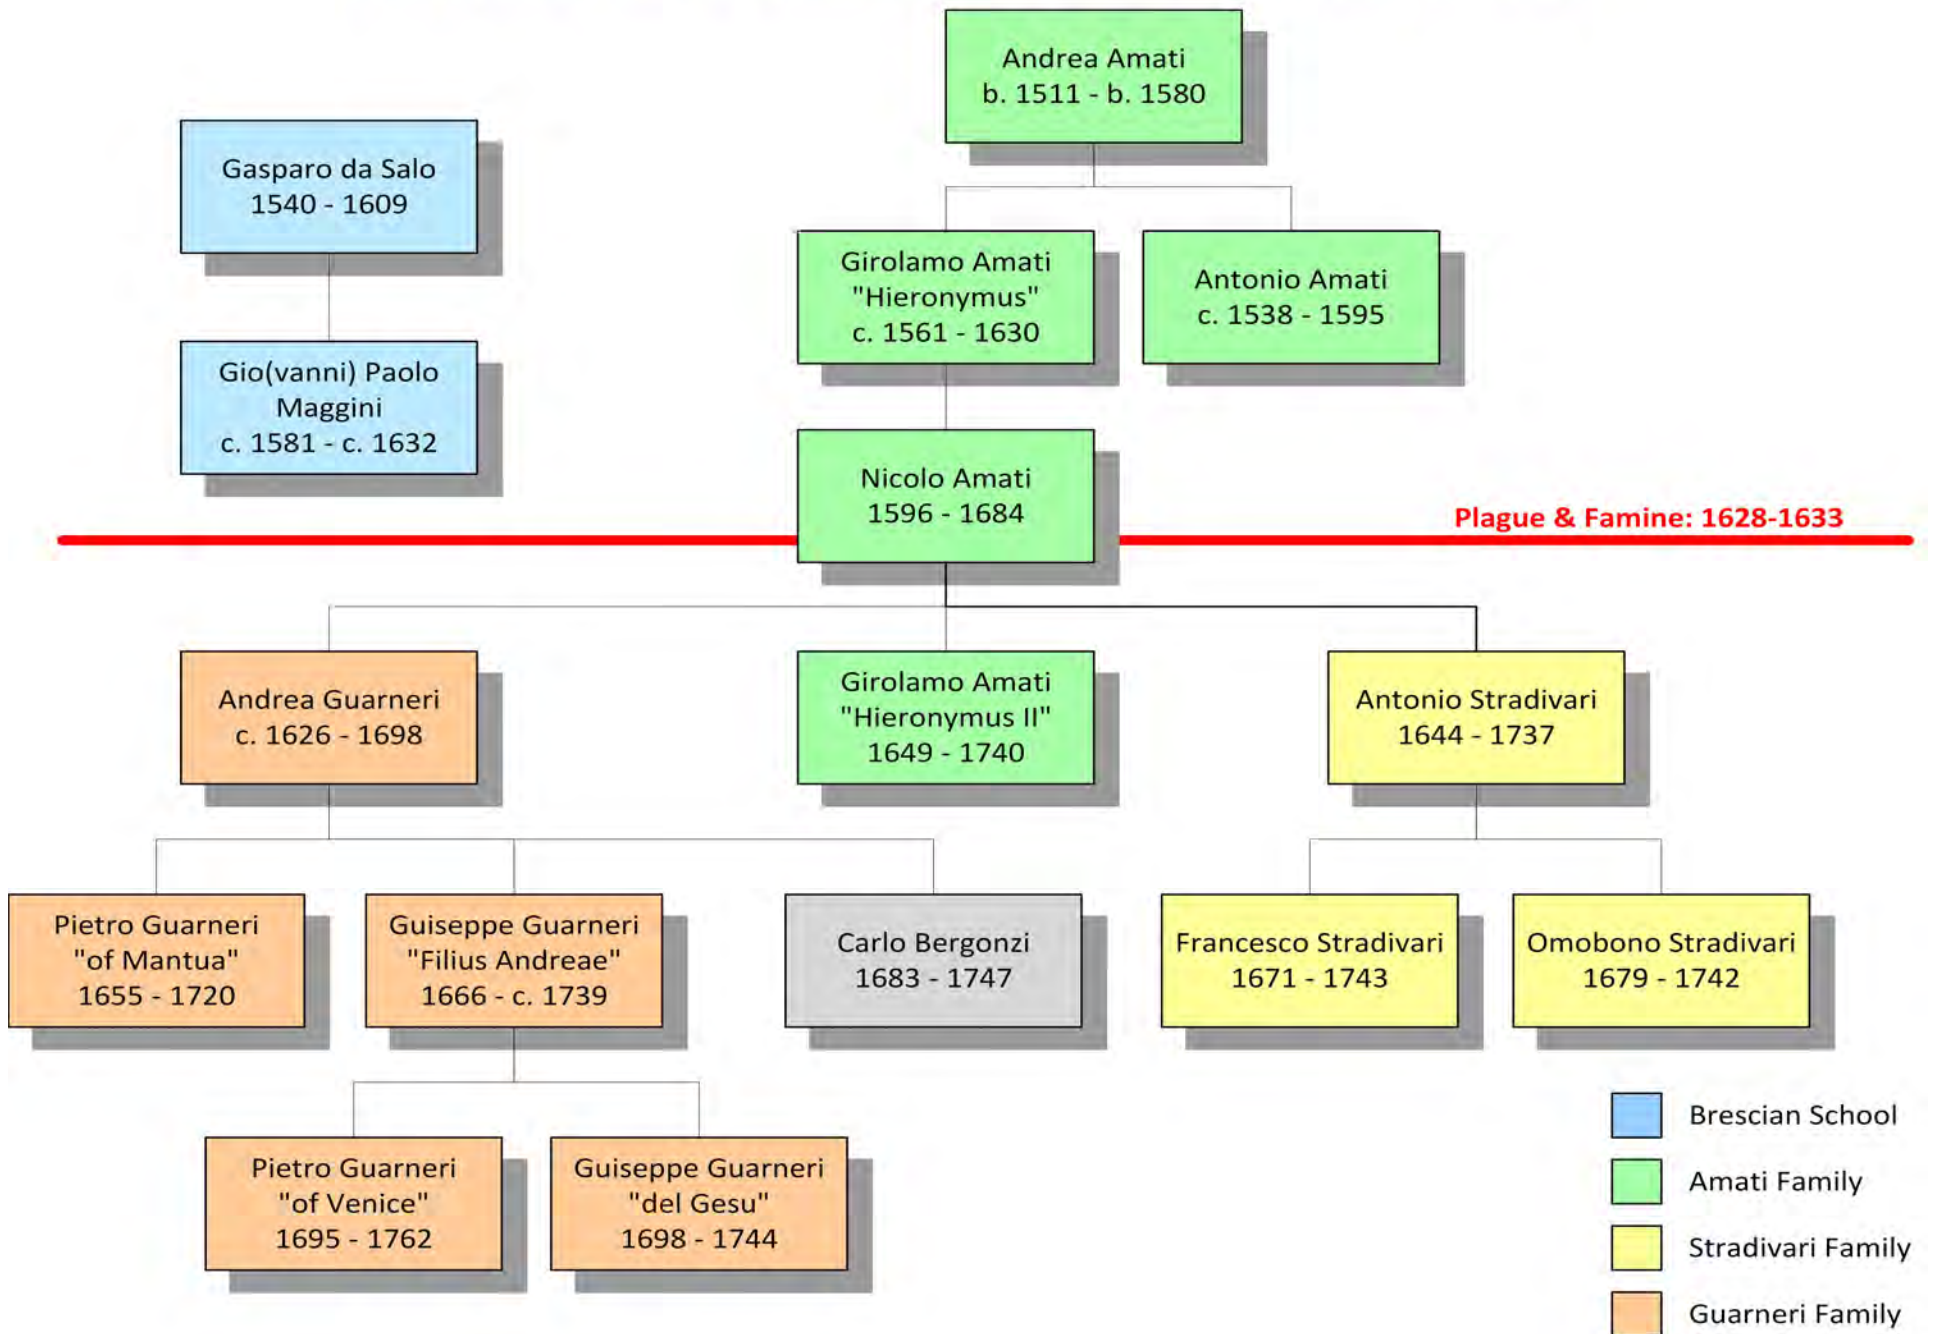 Andrea Amati
b. 1511 - b. 1580
Gasparo da Salo
1540 - 1609
Girolamo Amati
"Hieronymus"
c. 1561 - 1630
Antonio Amati
c. 1538 - 1595
Gio(vanni) Paolo
Maggini
c. 1581 - c. 1632
Nicolo Amati
1596 - 1684
Plague & Famine: 1628-1633
Andrea Guarneri
c. 1626 - 1698
Girolamo Amati
"Hieronymus II"
1649 - 1740
Antonio Stradivari
1644 - 1737
Pietro Guarneri
"of Mantua"
1655 - 1720
Guiseppe Guarneri
"Filius Andreae"
1666 - c. 1739
Carlo Bergonzi
1683 - 1747
Francesco Stradivari
1671 - 1743
Omobono Stradivari
1679 - 1742
Pietro Guarneri
"of Venice"
1695 - 1762
Guiseppe Guarneri
"del Gesu"
1698 - 1744
Brescian School
Amati Family
Stradivari Family
Guarneri Family